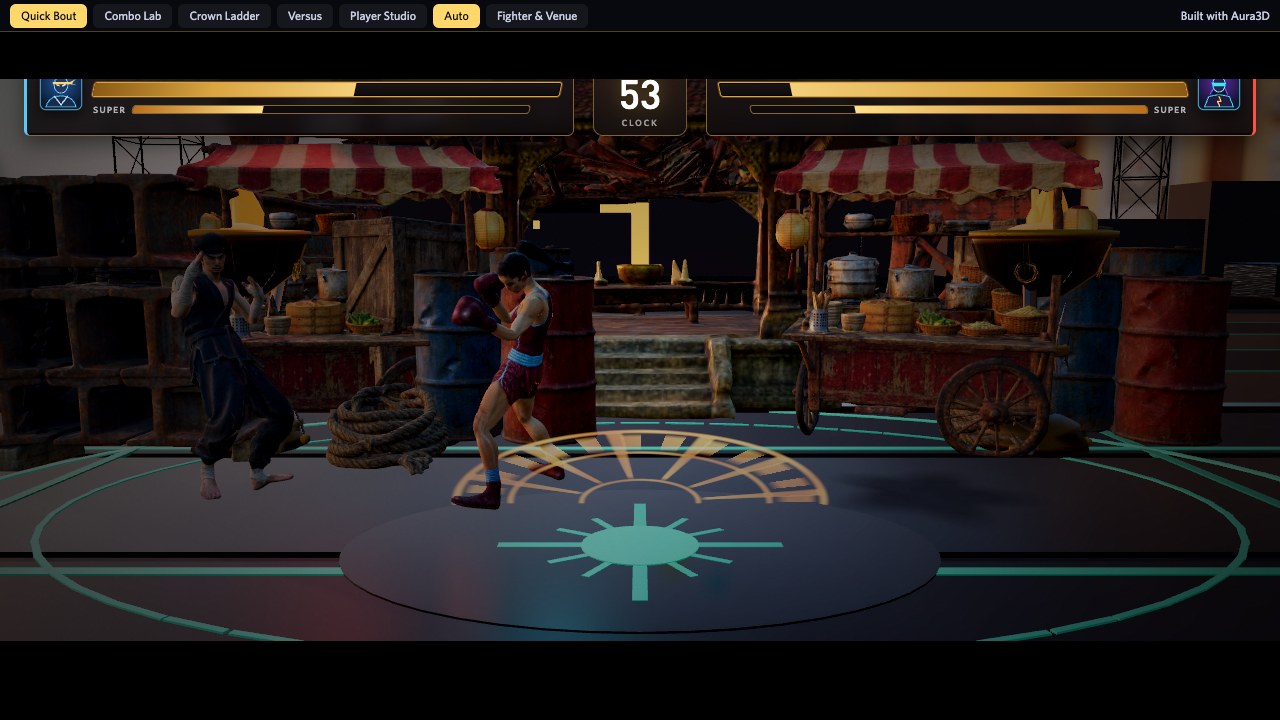 Quick Bout Combo Lab Crown Ladder Versus Player Studio Auto Fighter & Venue Built with Aura3D
53
SUPER SUPER
CLOCK